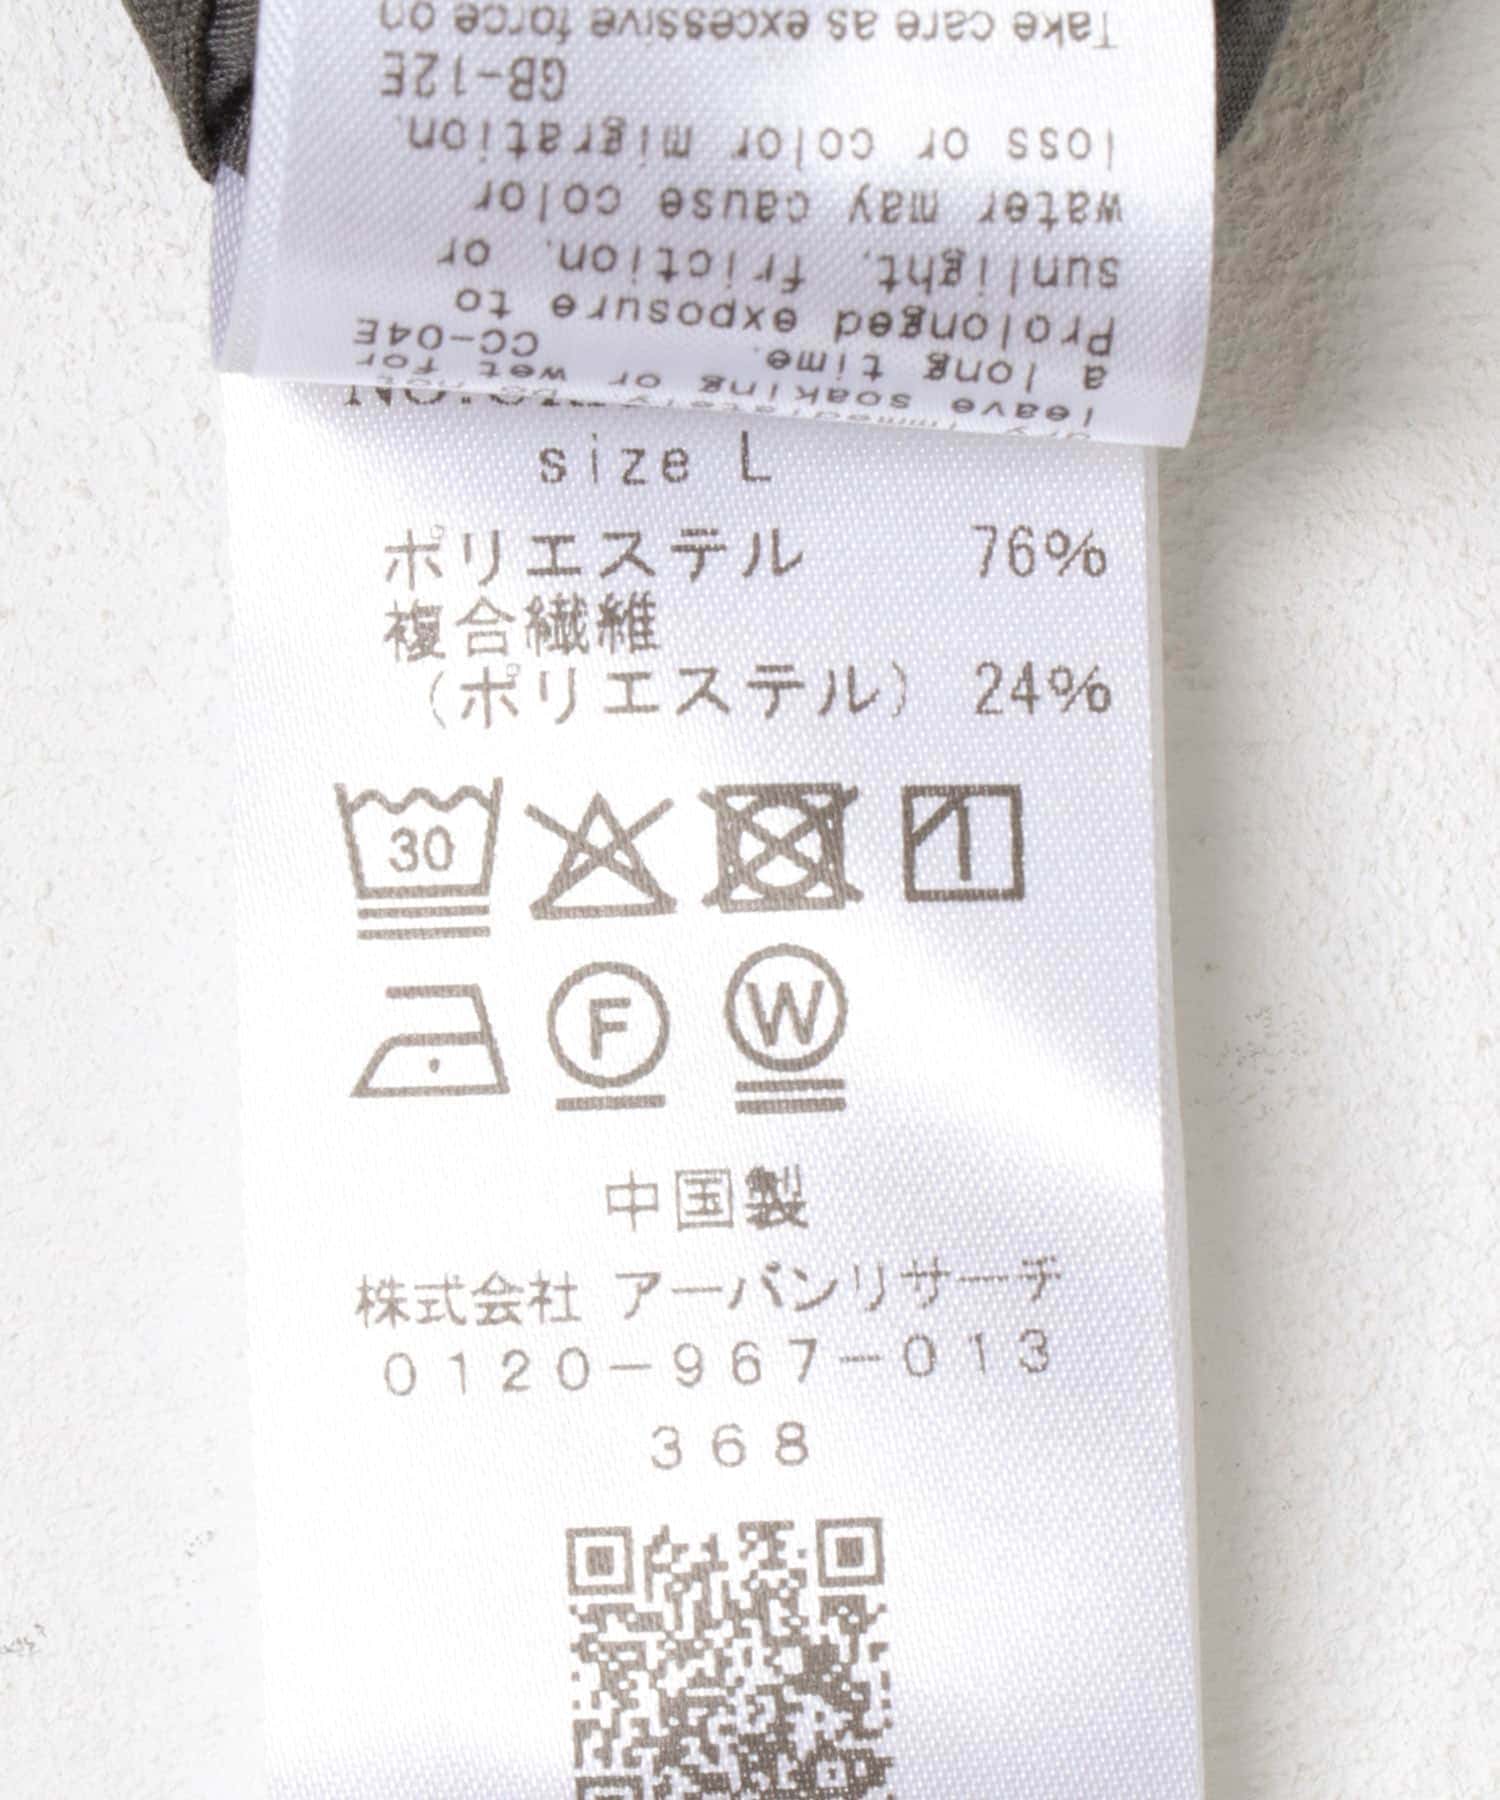 Take care as excessive force on
GB-12E
loss or color migration.
water may cause color
sunlight, friction, or
Prolonged exposure to
CC-04E
a long time.
leave soaking or wet for
size L
ポリエステル 76%
複合繊維
(ポリエステル) 24%
30
F
W
中国製
株式会社 アーバンリサーチ
0120-967-013
368